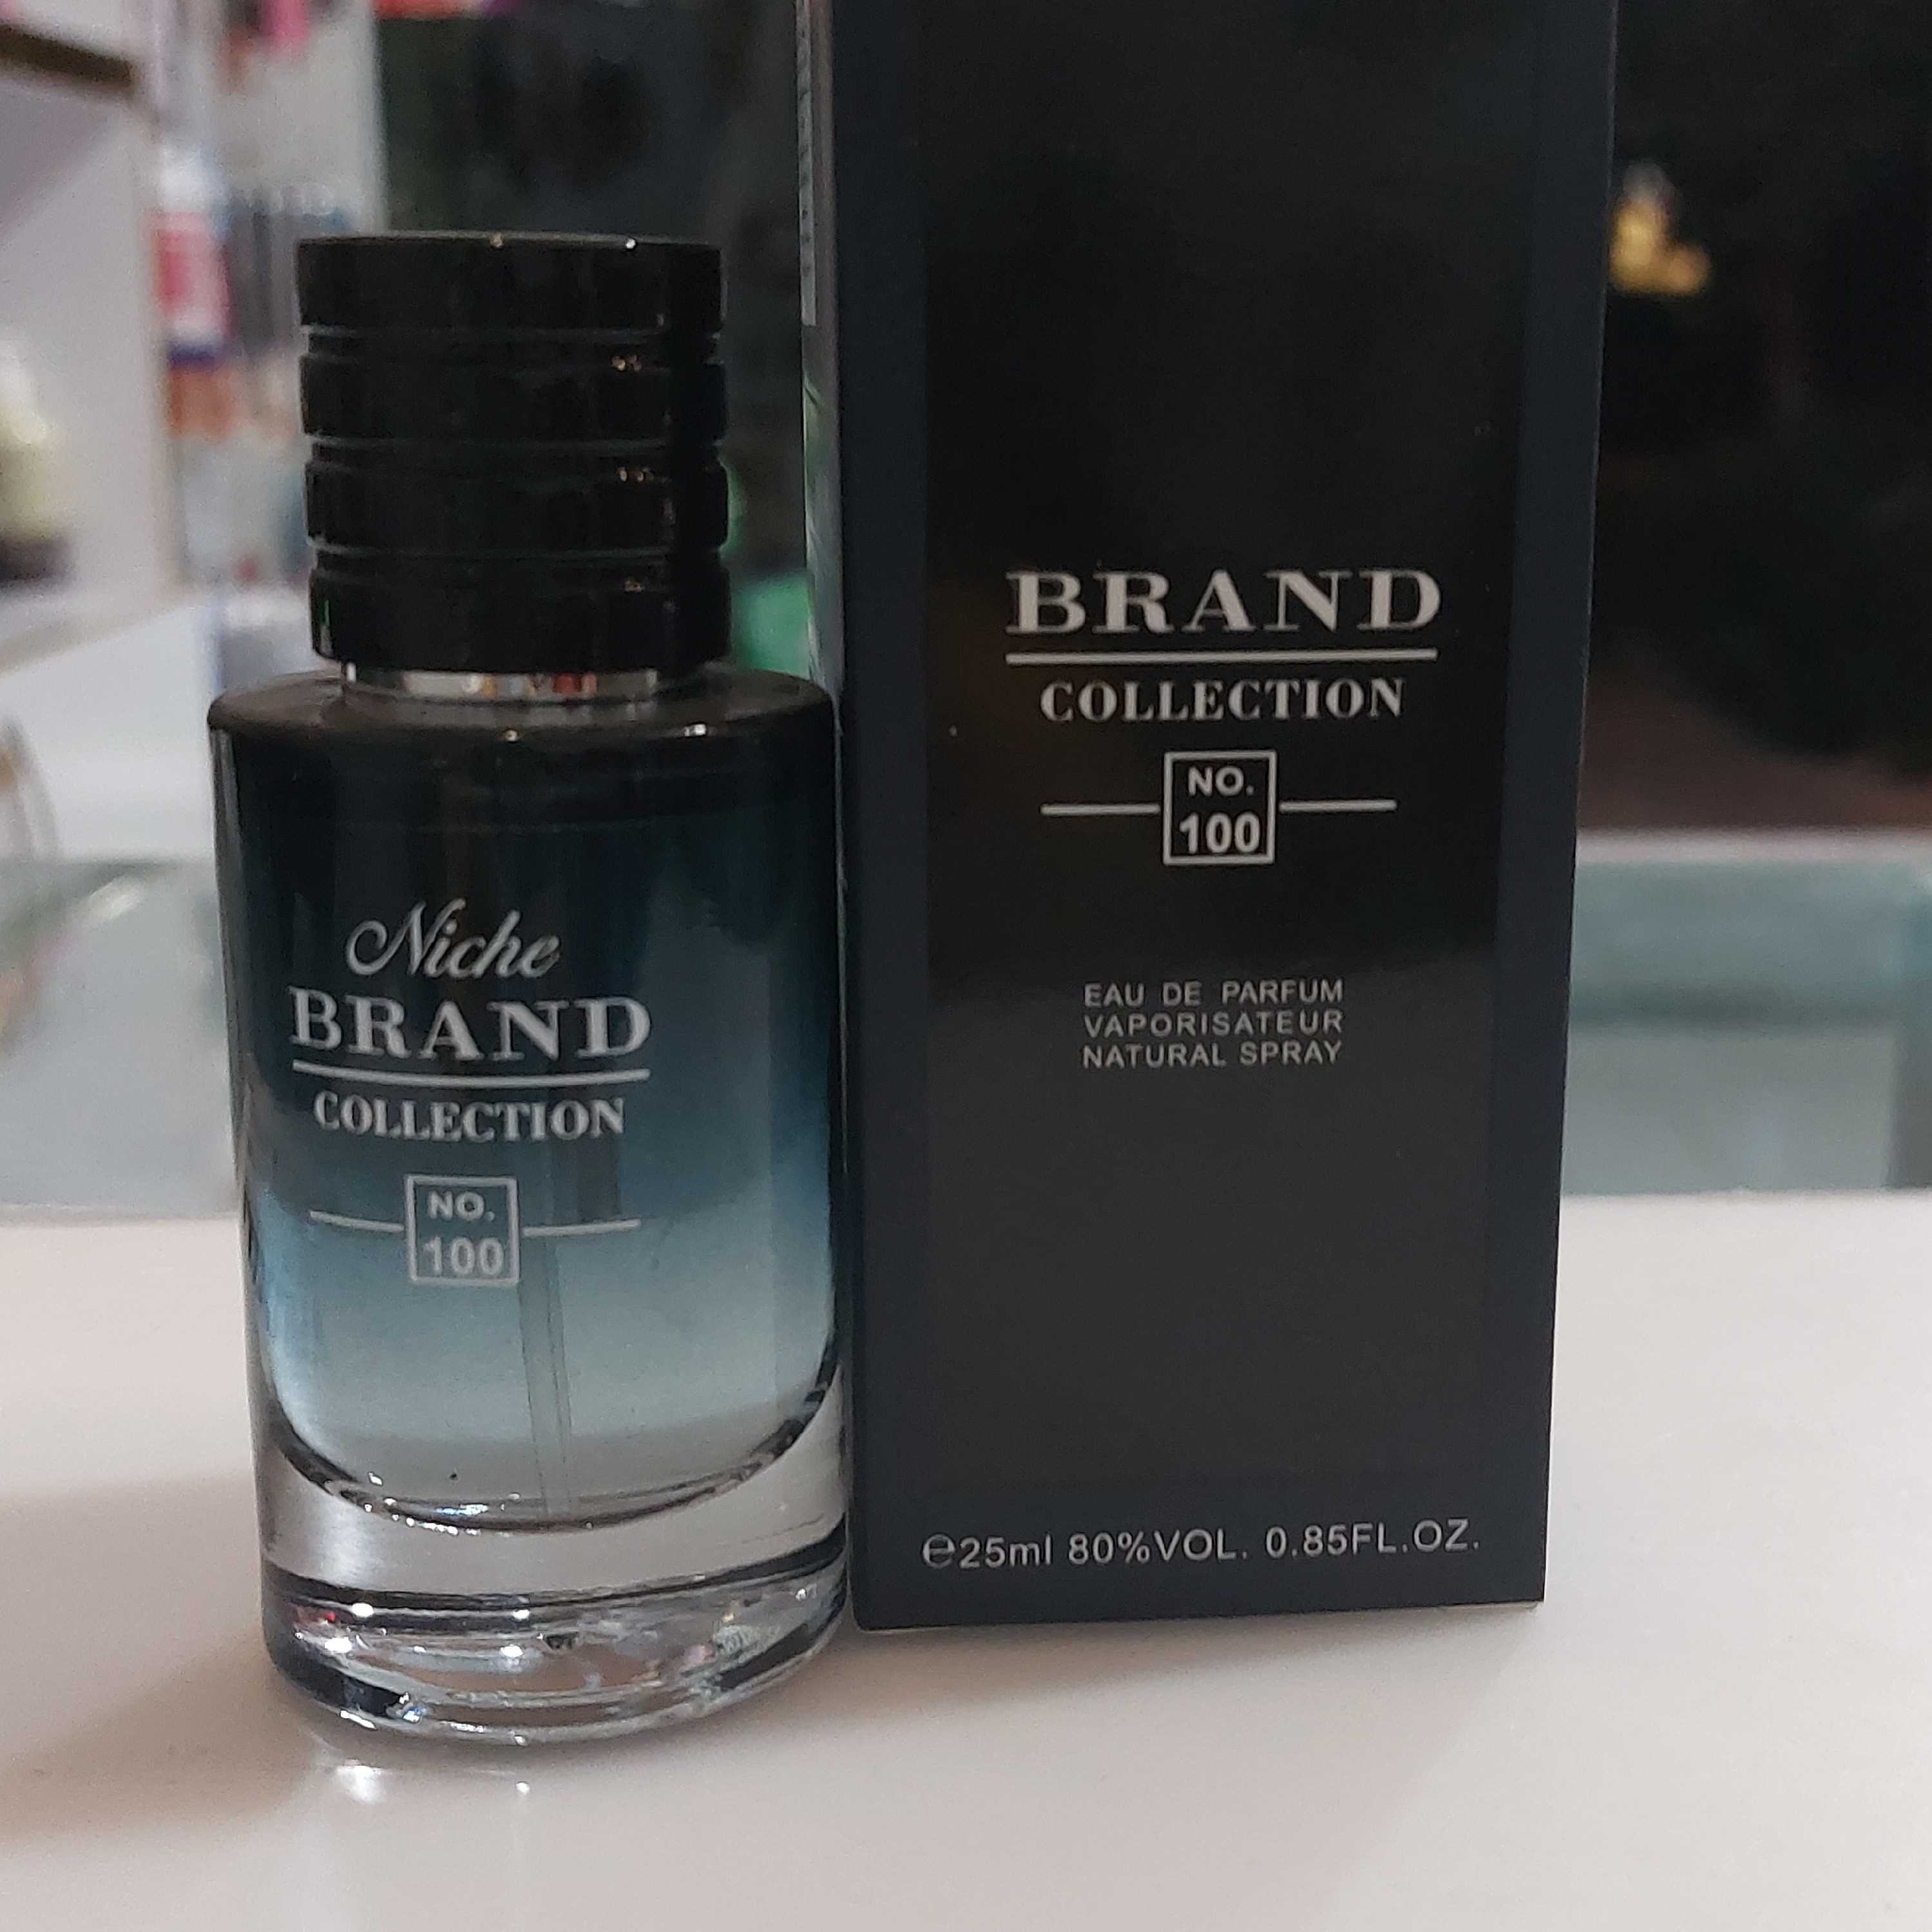 Niche
BRAND
COLLECTION
NO.
100
BRAND
COLLECTION
NO.
100
EAU DE PARFUM
VAPORISATEUR
NATURAL SPRAY
℮25ml 80%VOL. 0.85FL.OZ.